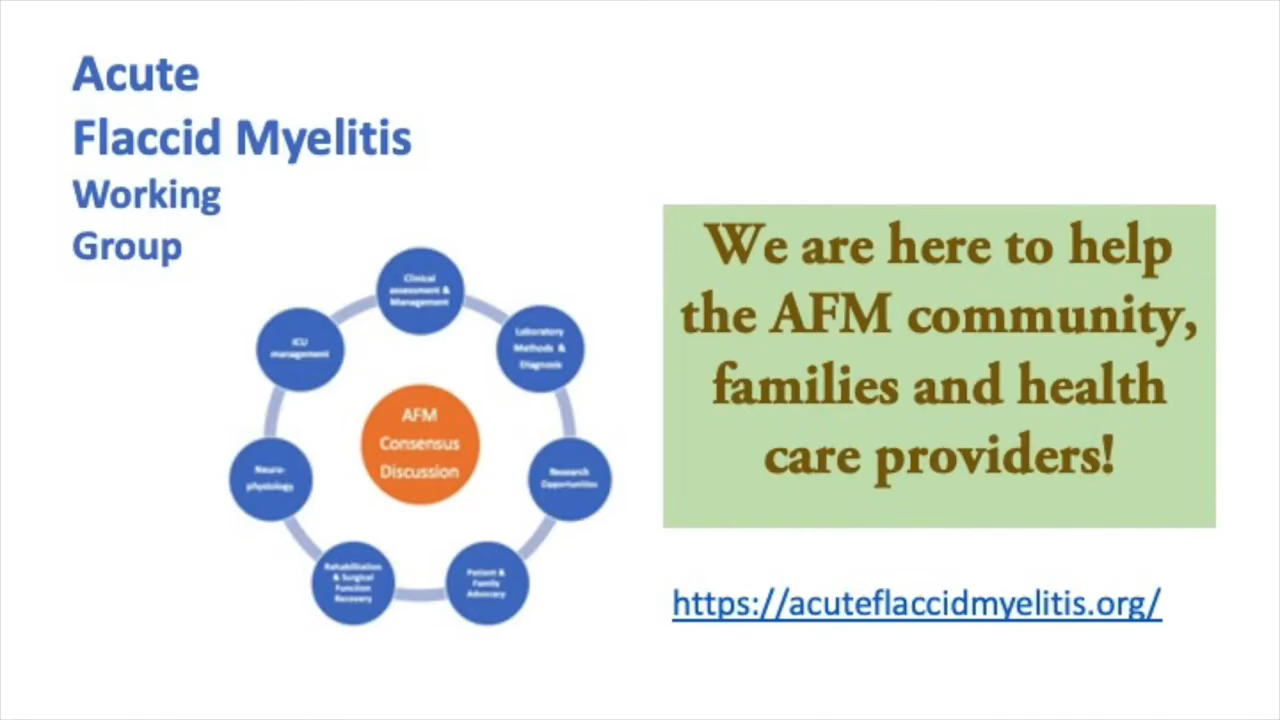 Acute
Flaccid Myelitis
Working
Group
Clinical
assessment &
Management
Laboratory
Methods &
Diagnosis
Research
Opportunities
Patient &
Family
Advocacy
Rehabilitation
& Surgical
Function
Recovery
Neuro-
physiology
ICU
management
AFM
Consensus
Discussion
We are here to help
the AFM community,
families and health
care providers!
https://acuteflaccidmyelitis.org/